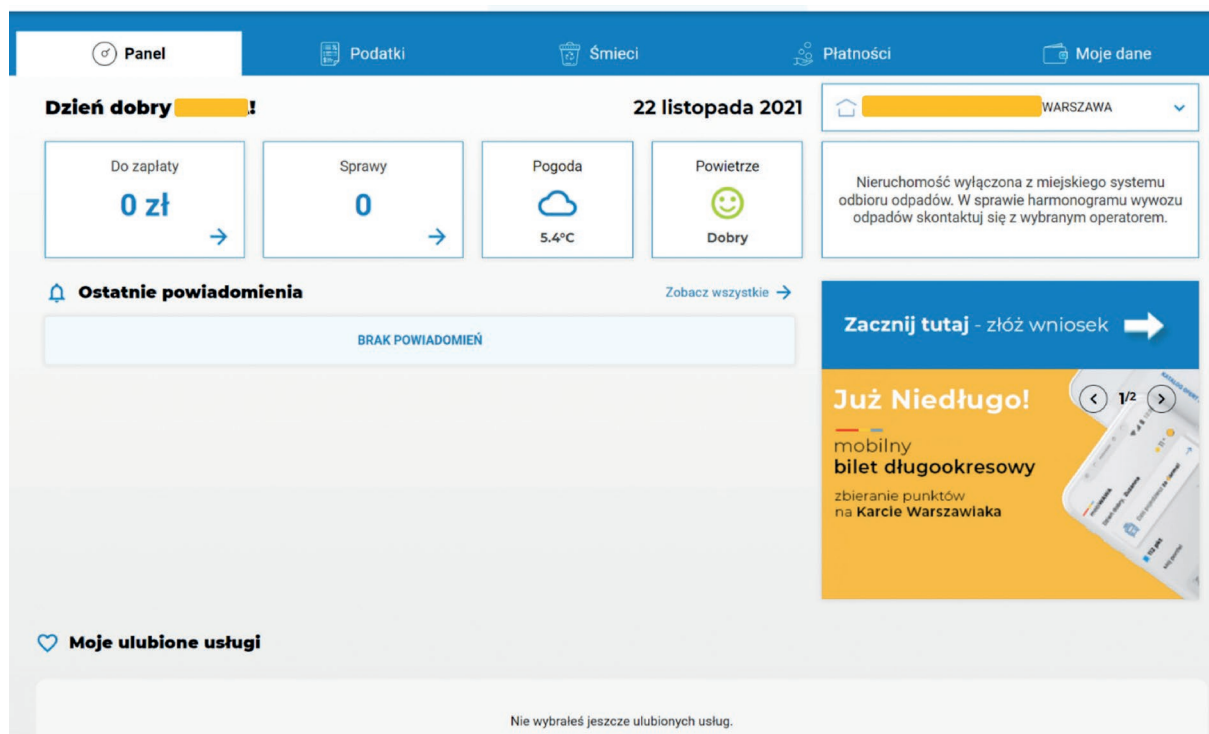 Panel
Podatki
Śmieci
Płatności
Moje dane
Dzień dobry !
22 listopada 2021
WARSZAWA
Do zapłaty
0 zł
Sprawy
0
Pogoda
5.4°C
Powietrze
Dobry
Nieruchomość wyłączona z miejskiego systemu
odbioru odpadów. W sprawie harmonogramu wywozu
odpadów skontaktuj się z wybranym operatorem.
Ostatnie powiadomienia
Zobacz wszystkie
BRAK POWIADOMIEŃ
Zacznij tutaj - złóż wniosek
Już Niedługo!
1/2
mobilny
bilet długookresowy
zbieranie punktów
na Karcie Warszawiaka
Moje ulubione usługi
Nie wybrałeś jeszcze ulubionych usług.